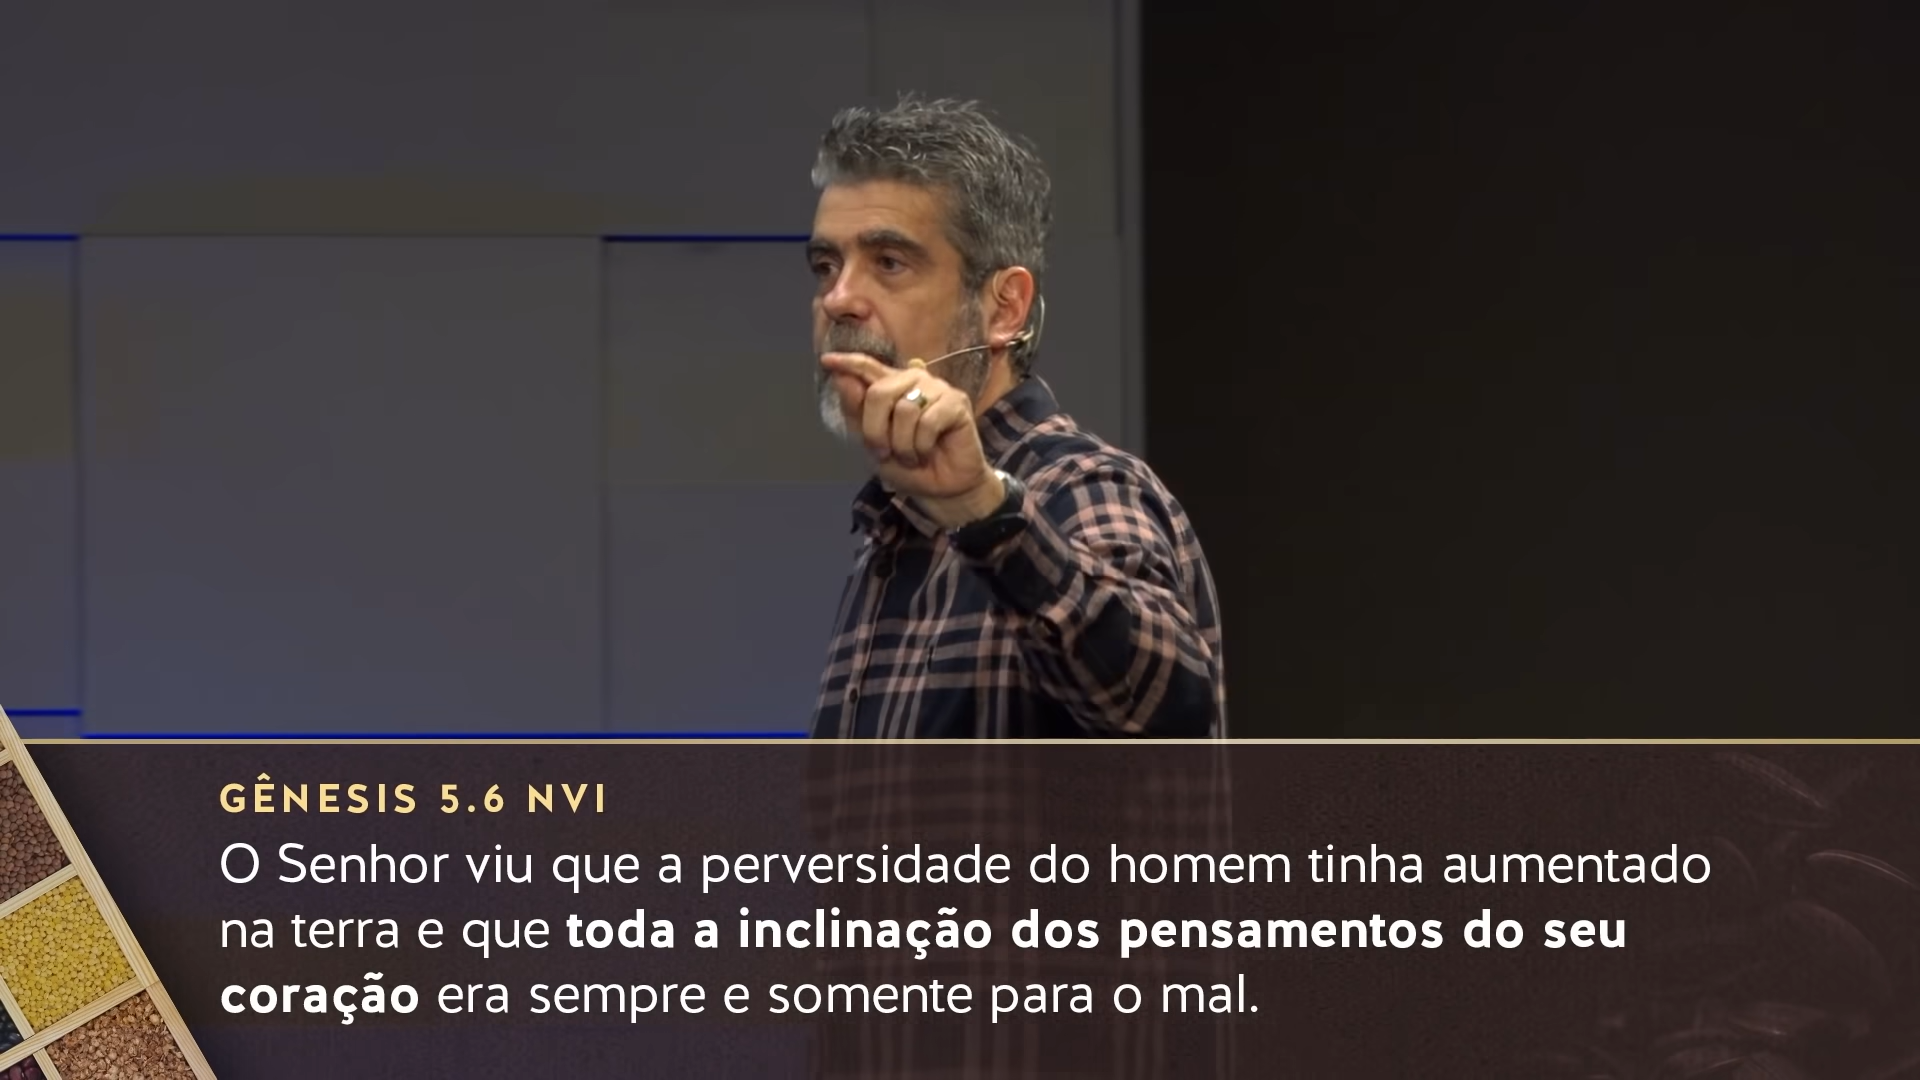 GÊNESIS 5.6 NVI
O Senhor viu que a perversidade do homem tinha aumentado
na terra e que toda a inclinação dos pensamentos do seu
coração era sempre e somente para o mal.